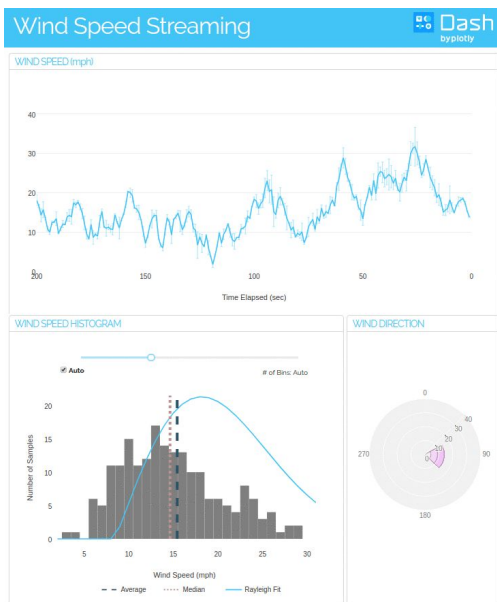 Wind Speed Streaming
Dash
by plotly
WIND SPEED (mph)
40
30
20
10
0
200
150
100
50
0
Time Elapsed (sec)
WIND SPEED HISTOGRAM
Auto
# of Bins: Auto
20
15
10
5
0
Number of Samples
5
10
15
20
25
30
Wind Speed (mph)
Average
Median
Rayleigh Fit
WIND DIRECTION
0
40
30
20
10
0
270
90
180